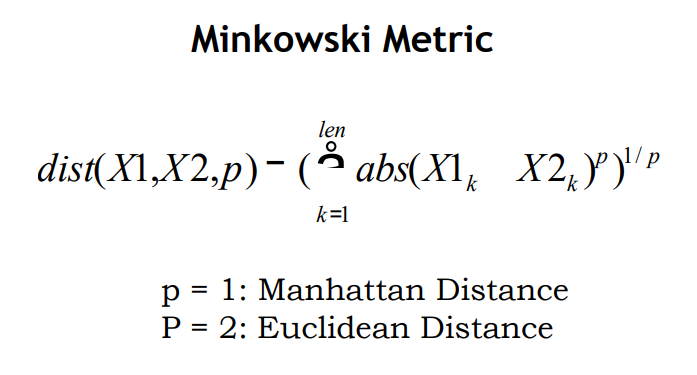 Minkowski Metric
len
dist(X1,X2,p) - ( å abs(X1k X2k)p)1/p
k=1
p = 1: Manhattan Distance
P = 2: Euclidean Distance